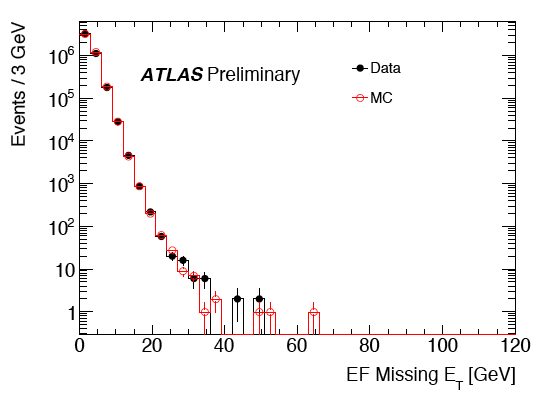 Events / 3 GeV
10^6
10^5
10^4
10^3
10^2
10
1
ATLAS Preliminary
Data
MC
0 20 40 60 80 100 120
EF Missing E_T [GeV]